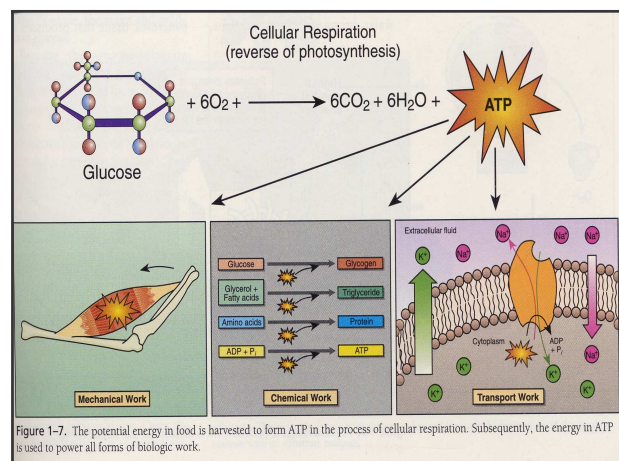 Cellular Respiration
(reverse of photosynthesis)
+ 6O₂ + → 6CO₂ + 6H₂O +
ATP
Glucose
Mechanical Work
Glucose
Glycogen
Glycerol +
Fatty acids
Triglyceride
Amino acids
Protein
ADP + Pi
ATP
Chemical Work
Extracellular fluid
Na⁺
Na⁺
Na⁺
Na⁺
K⁺
Cytoplasm
ADP
+ Pi
Na⁺
K⁺
K⁺
K⁺
K⁺
Transport Work
Figure 1–7. The potential energy in food is harvested to form ATP in the process of cellular respiration. Subsequently, the energy in ATP
is used to power all forms of biologic work.